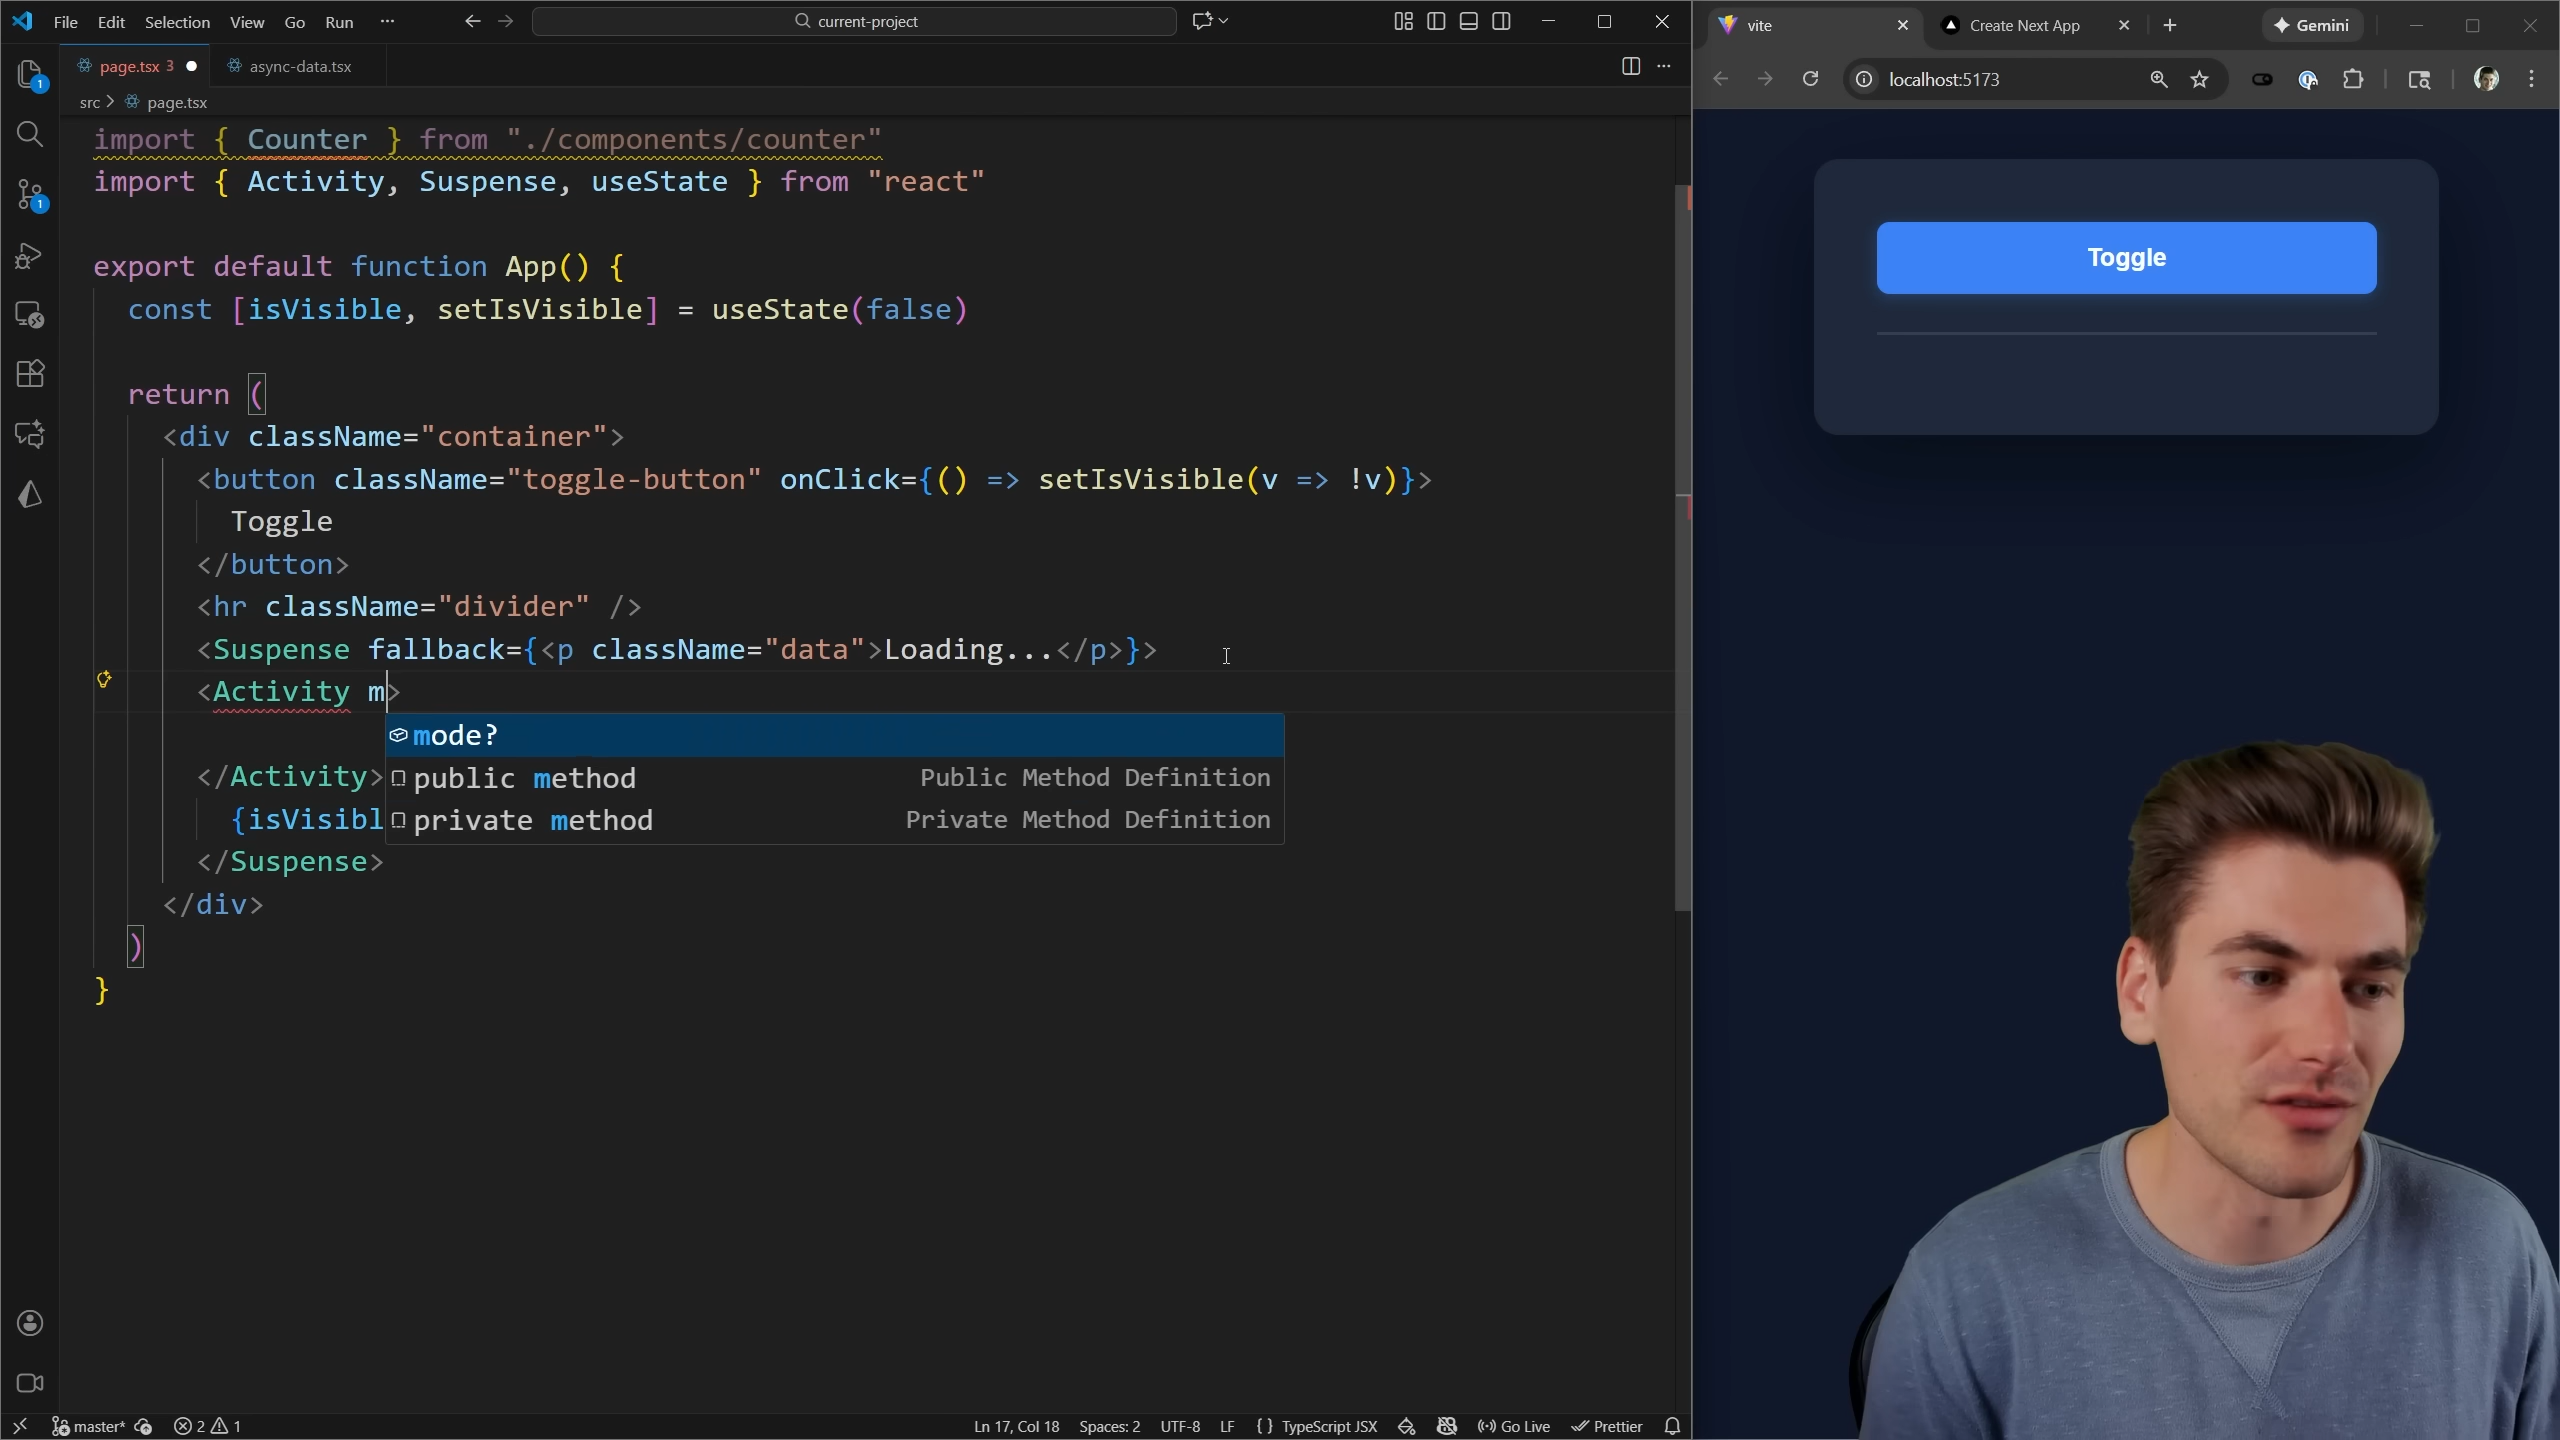 File Edit Selection View Go Run ··· current-project
page.tsx 3 async-data.tsx
src > page.tsx
import { Counter } from "./components/counter"
import { Activity, Suspense, useState } from "react"
export default function App() {
const [isVisible, setIsVisible] = useState(false)
return (
<div className="container">
<button className="toggle-button" onClick={() => setIsVisible(v => !v)}>
Toggle
</button>
<hr className="divider" />
<Suspense fallback={<p className="data">Loading...</p>}>
<Activity m>
mode?
public method Public Method Definition
private method Private Method Definition
</Activity>
{isVisibl
</Suspense>
</div>
)
}
1
1
master* 2 1 Ln 17, Col 18 Spaces: 2 UTF-8 LF {} TypeScript JSX Go Live Prettier
vite Create Next App Gemini
localhost:5173
Toggle